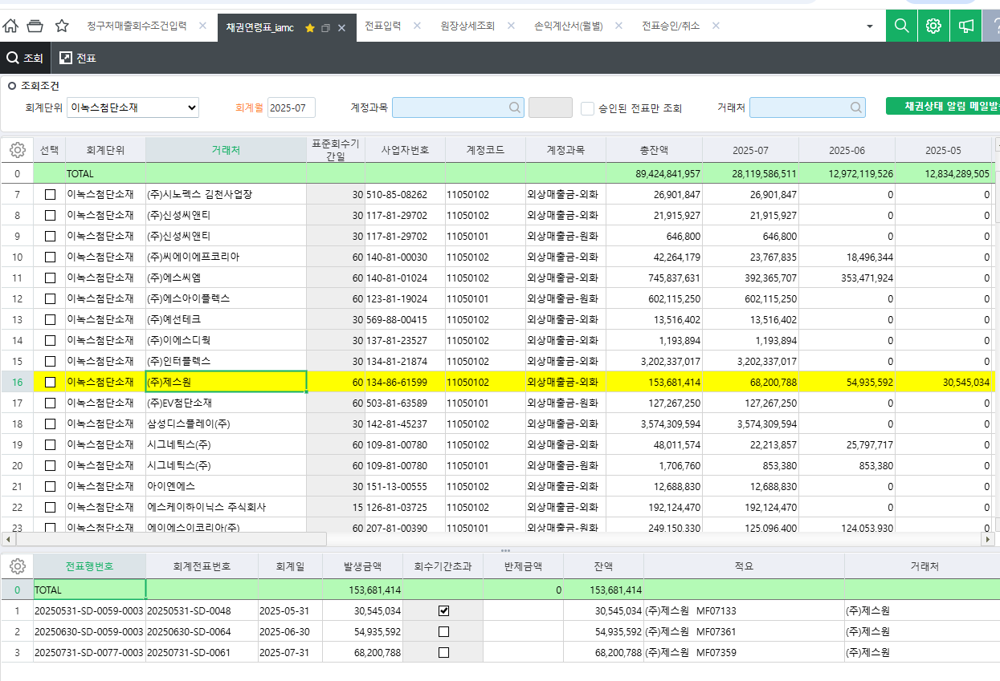 청구처매출회수조건입력 채권연령표_iamc 전표입력 원장상세조회 손익계산서(월별) 전표승인/취소
조회 전표
조회조건
회계단위 이녹스첨단소재 회계월 2025-07 계정과목 승인된 전표만 조회 거래처 채권상태 알림 메일발
선택 회계단위 거래처 표준회수기간일 사업자번호 계정코드 계정과목 총잔액 2025-07 2025-06 2025-05
0 TOTAL 89,424,841,957 28,119,586,511 12,972,119,526 12,834,289,505
7 이녹스첨단소재 (주)시노펙스 김천사업장 30 510-85-08262 11050102 외상매출금-외화 26,901,847 26,901,847 0 0
8 이녹스첨단소재 (주)신성씨앤티 30 117-81-29702 11050102 외상매출금-외화 21,915,927 21,915,927 0 0
9 이녹스첨단소재 (주)신성씨앤티 30 117-81-29702 11050101 외상매출금-원화 646,800 646,800 0 0
10 이녹스첨단소재 (주)씨에이에프코리아 60 140-81-00030 11050102 외상매출금-외화 42,264,179 23,767,835 18,496,344 0
11 이녹스첨단소재 (주)에스씨엠 60 140-81-01024 11050102 외상매출금-외화 745,837,631 392,365,707 353,471,924 0
12 이녹스첨단소재 (주)에스아이플렉스 60 123-81-19024 11050101 외상매출금-원화 602,115,250 602,115,250 0 0
13 이녹스첨단소재 (주)예선테크 30 569-88-00415 11050102 외상매출금-외화 13,516,402 13,516,402 0 0
14 이녹스첨단소재 (주)이에스디웍 30 137-81-23527 11050102 외상매출금-외화 1,193,894 1,193,894 0 0
15 이녹스첨단소재 (주)인터플렉스 30 134-81-21874 11050102 외상매출금-외화 3,202,337,017 3,202,337,017 0 0
16 이녹스첨단소재 (주)제스원 60 134-86-61599 11050102 외상매출금-외화 153,681,414 68,200,788 54,935,592 30,545,034
17 이녹스첨단소재 (주)EV첨단소재 60 503-81-63589 11050101 외상매출금-원화 127,267,250 127,267,250 0 0
18 이녹스첨단소재 삼성디스플레이(주) 30 142-81-45237 11050102 외상매출금-외화 3,574,309,594 3,574,309,594 0 0
19 이녹스첨단소재 시그네틱스(주) 60 109-81-00780 11050102 외상매출금-외화 48,011,574 22,213,857 25,797,717 0
20 이녹스첨단소재 시그네틱스(주) 60 109-81-00780 11050101 외상매출금-원화 1,706,760 853,380 853,380 0
21 이녹스첨단소재 아이엔에스 30 151-13-00555 11050102 외상매출금-외화 12,688,830 12,688,830 0 0
22 이녹스첨단소재 에스케이하이닉스 주식회사 15 126-81-03725 11050102 외상매출금-외화 192,124,470 192,124,470 0 0
23 이녹스첨단소재 에이에스이코리아(주) 60 207-81-00390 11050101 외상매출금-원화 249,150,330 125,096,400 124,053,930 0
전표행번호 회계전표번호 회계일 발생금액 회수기간초과 반제금액 잔액 적요 거래처
0 TOTAL 153,681,414 0 153,681,414
1 20250531-SD-0059-0003 20250531-SD-0048 2025-05-31 30,545,034 30,545,034 (주)제스원 MF07133 (주)제스원
2 20250630-SD-0059-0003 20250630-SD-0064 2025-06-30 54,935,592 54,935,592 (주)제스원 MF07361 (주)제스원
3 20250731-SD-0077-0003 20250731-SD-0061 2025-07-31 68,200,788 68,200,788 (주)제스원 MF07359 (주)제스원